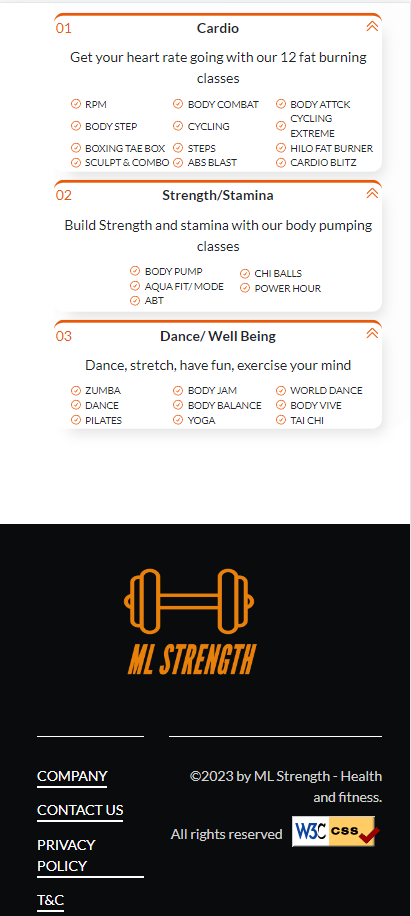 01 Cardio
Get your heart rate going with our 12 fat burning
classes
RPM BODY COMBAT BODY ATTCK
BODY STEP CYCLING CYCLING
EXTREME
BOXING TAE BOX STEPS HILO FAT BURNER
SCULPT & COMBO ABS BLAST CARDIO BLITZ
02 Strength/Stamina
Build Strength and stamina with our body pumping
classes
BODY PUMP CHI BALLS
AQUA FIT/ MODE POWER HOUR
ABT
03 Dance/ Well Being
Dance, stretch, have fun, exercise your mind
ZUMBA BODY JAM WORLD DANCE
DANCE BODY BALANCE BODY VIVE
PILATES YOGA TAI CHI
ML STRENGTH
COMPANY
CONTACT US
PRIVACY
POLICY
T&C
©2023 by ML Strength - Health
and fitness.
All rights reserved W3C css